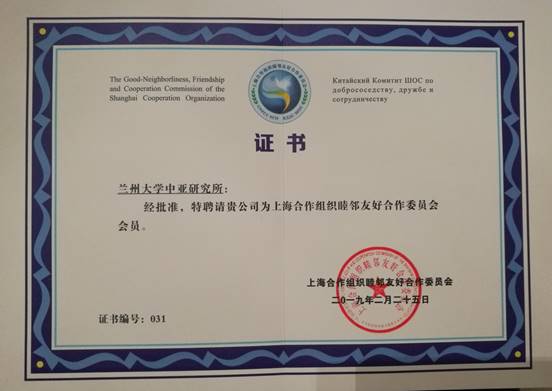 The Good-Neighborliness, Friendship
and Cooperation Commission of the
Shanghai Cooperation Organization
Китайский Комитет ШОС по
добрососедству, дружбе и
сотрудничеству
证书
兰州大学中亚研究所：
经批准，特聘请贵公司为上海合作组织睦邻友好合作委员会
会员。
上海合作组织睦邻友好合作委员会
二〇一九年二月二十五日
证书编号：031